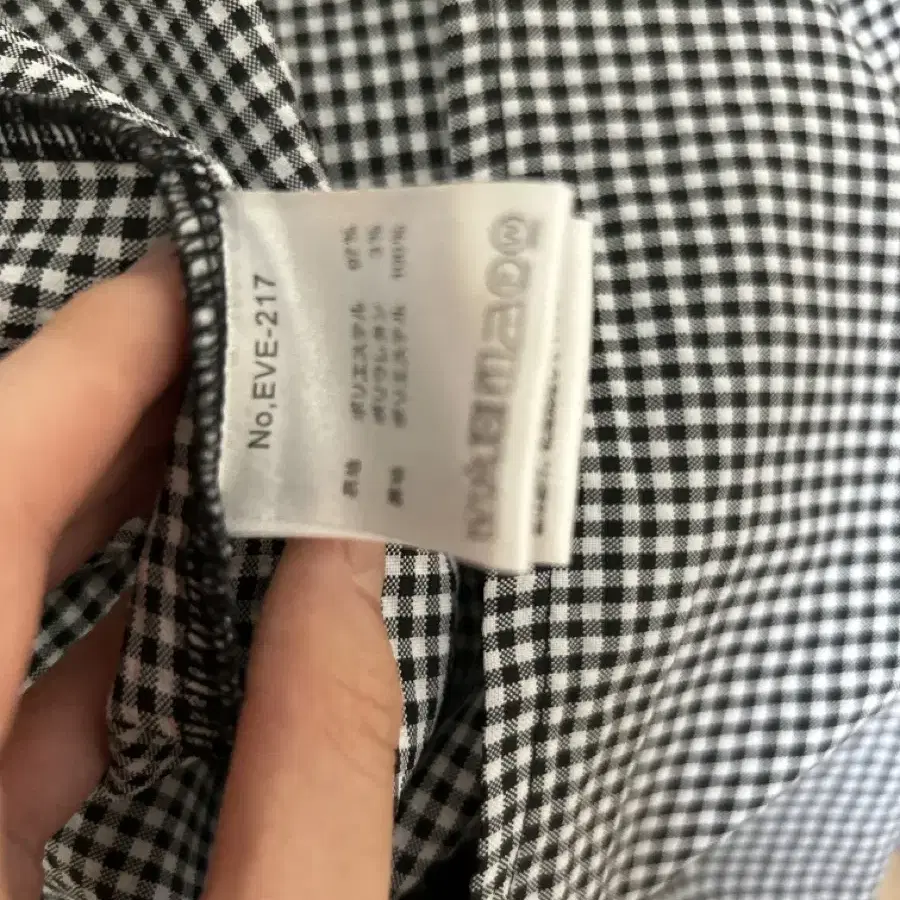 No,EVE-217
表地 ポリエステル 97%
ポリウレタン 3%
裏地 ポリエステル 100%
W